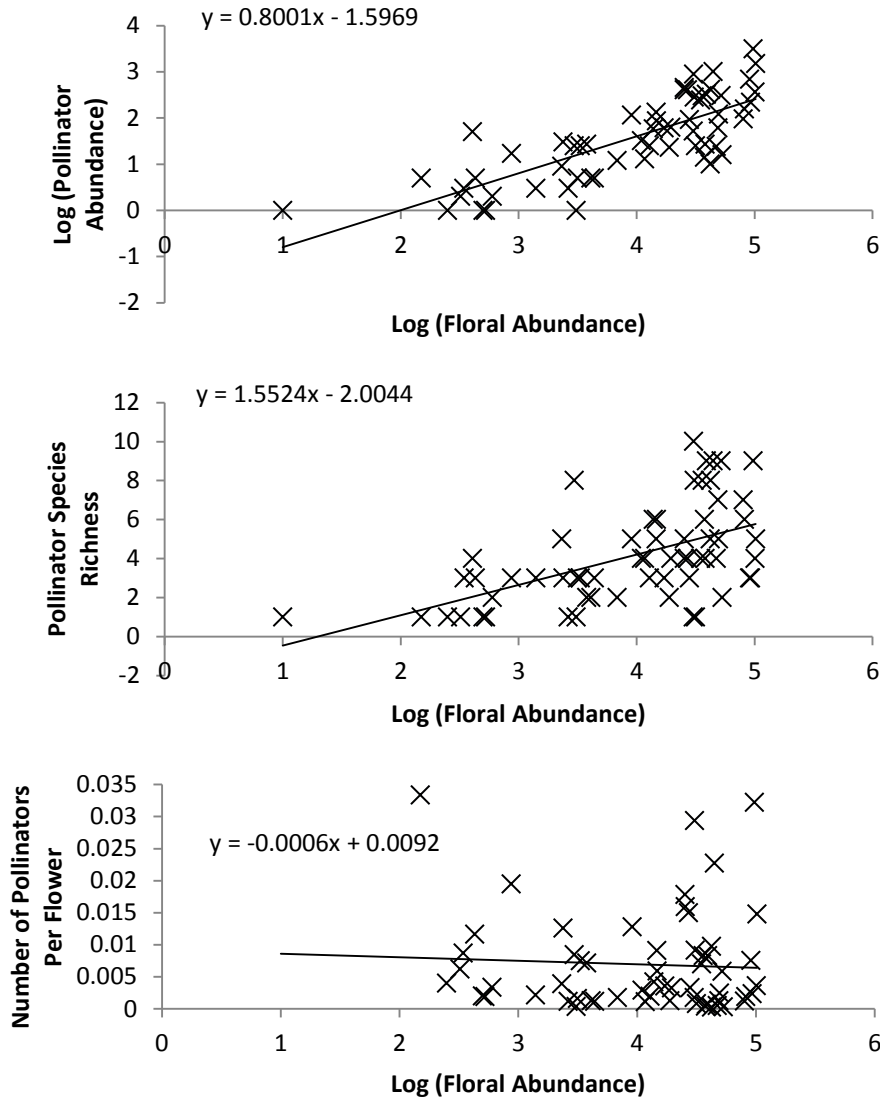 y = 0.8001x - 1.5969
4
3
2
1
0
-1
-2
0 1 2 3 4 5 6
Log (Pollinator
Abundance)
Log (Floral Abundance)
y = 1.5524x - 2.0044
12
10
8
6
4
2
0
-2
0 1 2 3 4 5 6
Pollinator Species
Richness
Log (Floral Abundance)
y = -0.0006x + 0.0092
0.035
0.03
0.025
0.02
0.015
0.01
0.005
0
0 1 2 3 4 5 6
Number of Pollinators
Per Flower
Log (Floral Abundance)